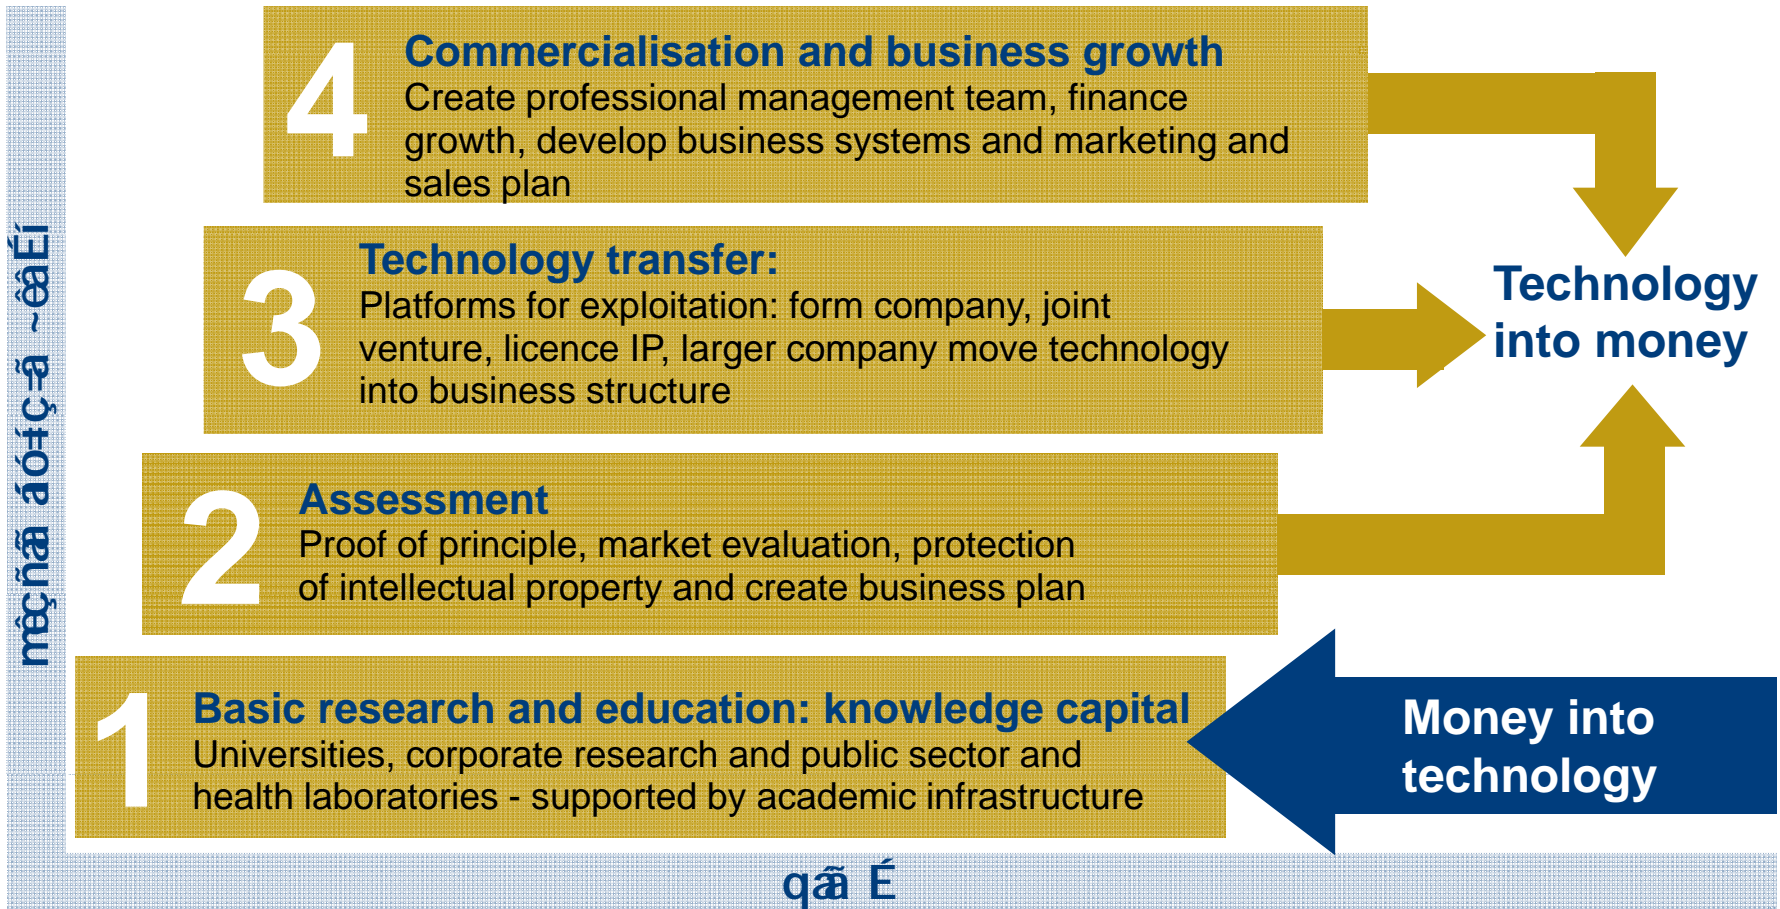 4
Commercialisation and business growth
Create professional management team, finance
growth, develop business systems and marketing and
sales plan
3
Technology transfer:
Platforms for exploitation: form company, joint
venture, licence IP, larger company move technology
into business structure
Technology
into money
2
Assessment
Proof of principle, market evaluation, protection
of intellectual property and create business plan
1
Basic research and education: knowledge capital
Universities, corporate research and public sector and
health laboratories - supported by academic infrastructure
Money into
technology